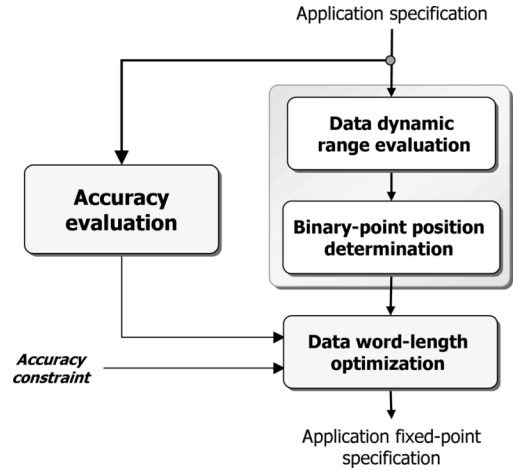 Application specification
Data dynamic
range evaluation
Accuracy
evaluation
Binary-point position
determination
Data word-length
optimization
Accuracy
constraint
Application fixed-point
specification